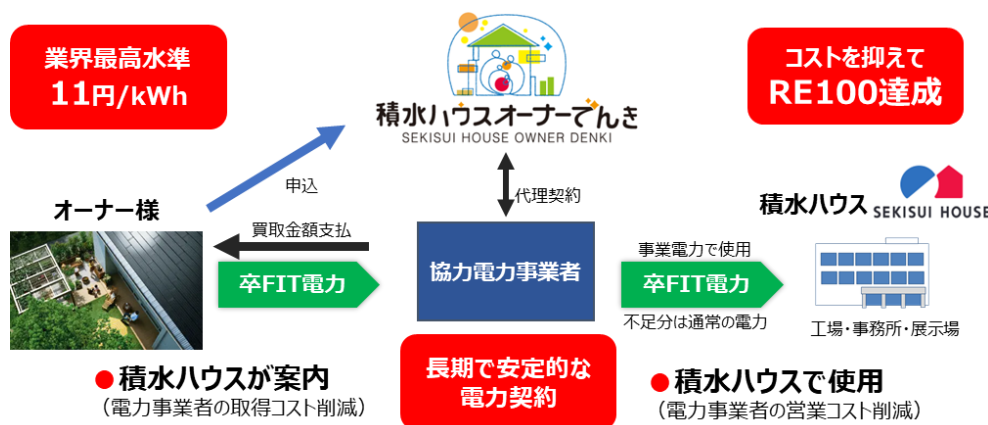 業界最高水準
11円/kWh
積水ハウスオーナーでんき
SEKISUI HOUSE OWNER DENKI
コストを抑えて
RE100達成
申込
代理契約
オーナー様
積水ハウス
SEKISUI HOUSE
買取金額支払
卒FIT電力
協力電力事業者
事業電力で使用
卒FIT電力
不足分は通常の電力
工場・事務所・展示場
●積水ハウスが案内
（電力事業者の取得コスト削減）
長期で安定的な
電力契約
●積水ハウスで使用
（電力事業者の営業コスト削減）